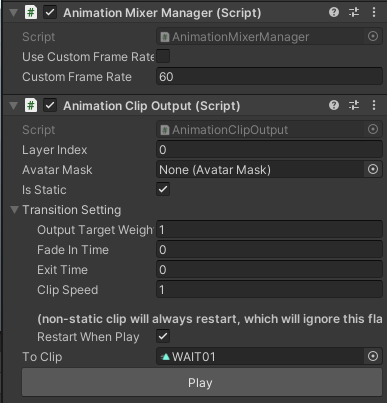 Animation Mixer Manager (Script)
Script AnimationMixerManager
Use Custom Frame Rate
Custom Frame Rate 60
Animation Clip Output (Script)
Script AnimationClipOutput
Layer Index 0
Avatar Mask None (Avatar Mask)
Is Static
Transition Setting
Output Target Weigh 1
Fade In Time 0
Exit Time 0
Clip Speed 1
(non-static clip will always restart, which will ignore this fla
Restart When Play
To Clip WAIT01
Play